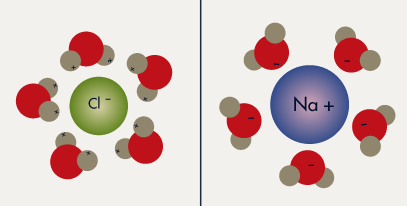 Cl -
Na +
+ + + + + + + + + +
- - - - -